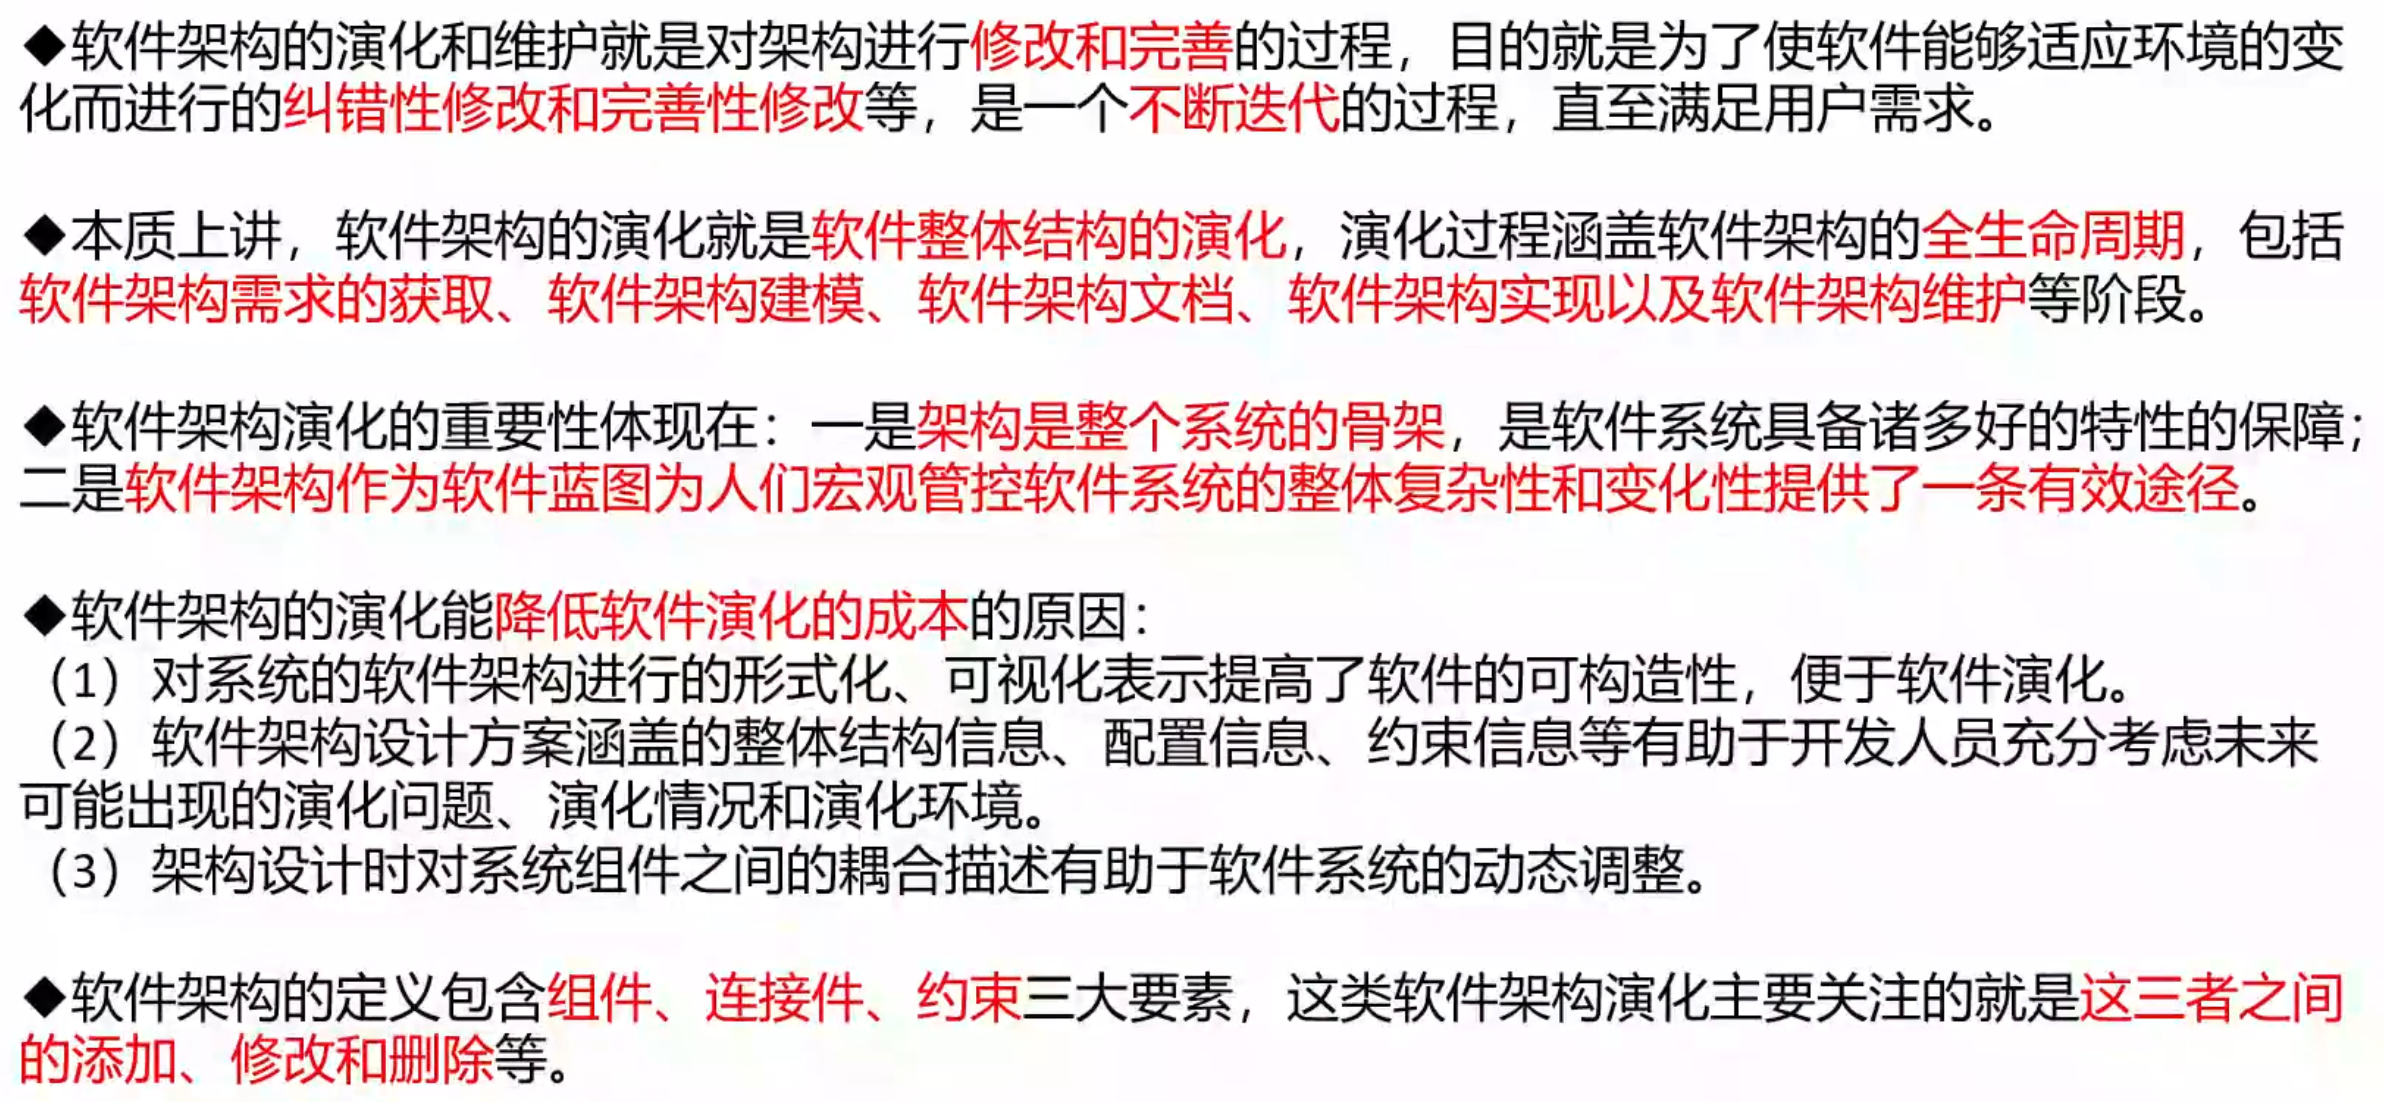 ◆软件架构的演化和维护就是对架构进行修改和完善的过程，目的就是为了使软件能够适应环境的变
化而进行的纠错性修改和完善性修改等，是一个不断迭代的过程，直至满足用户需求。
◆本质上讲，软件架构的演化就是软件整体结构的演化，演化过程涵盖软件架构的全生命周期，包括
软件架构需求的获取、软件架构建模、软件架构文档、软件架构实现以及软件架构维护等阶段。
◆软件架构演化的重要性体现在：一是架构是整个系统的骨架，是软件系统具备诸多好的特性的保障；
二是软件架构作为软件蓝图为人们宏观管控软件系统的整体复杂性和变化性提供了一条有效途径。
◆软件架构的演化能降低软件演化的成本的原因：
（1）对系统的软件架构进行的形式化、可视化表示提高了软件的可构造性，便于软件演化。
（2）软件架构设计方案涵盖的整体结构信息、配置信息、约束信息等有助于开发人员充分考虑未来
可能出现的演化问题、演化情况和演化环境。
（3）架构设计时对系统组件之间的耦合描述有助于软件系统的动态调整。
◆软件架构的定义包含组件、连接件、约束三大要素，这类软件架构演化主要关注的就是这三者之间
的添加、修改和删除等。